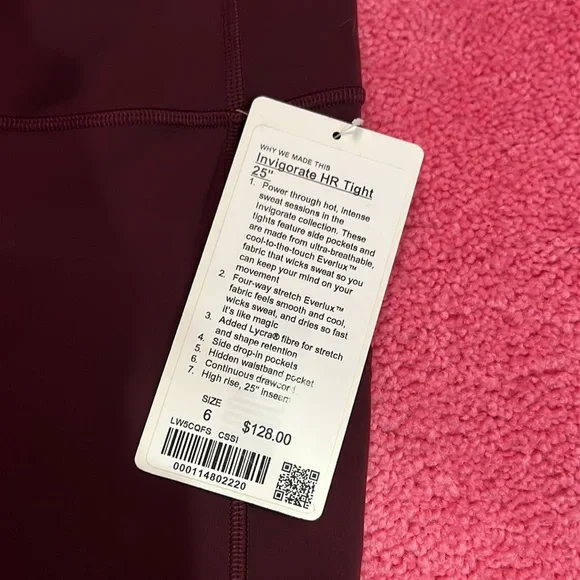 WHY WE MADE THIS
Invigorate HR Tight
25"
1. Power through hot, intense
sweat sessions in the
Invigorate collection. These
tights feature side pockets and
are made from ultra-breathable,
cool-to-the-touch Everlux™
fabric that wicks sweat so you
can keep your mind on your
movement
2. Four-way stretch Everlux™
fabric feels smooth and cool,
wicks sweat, and dries so fast
it's like magic
3. Added Lycra® fibre for stretch
and shape retention
4. Side drop-in pockets
5. Hidden waistband pocket
6. Continuous drawcord
7. High rise, 25" inseam
SIZE
6 $128.00
LW5CQFS CSSI
000114802220